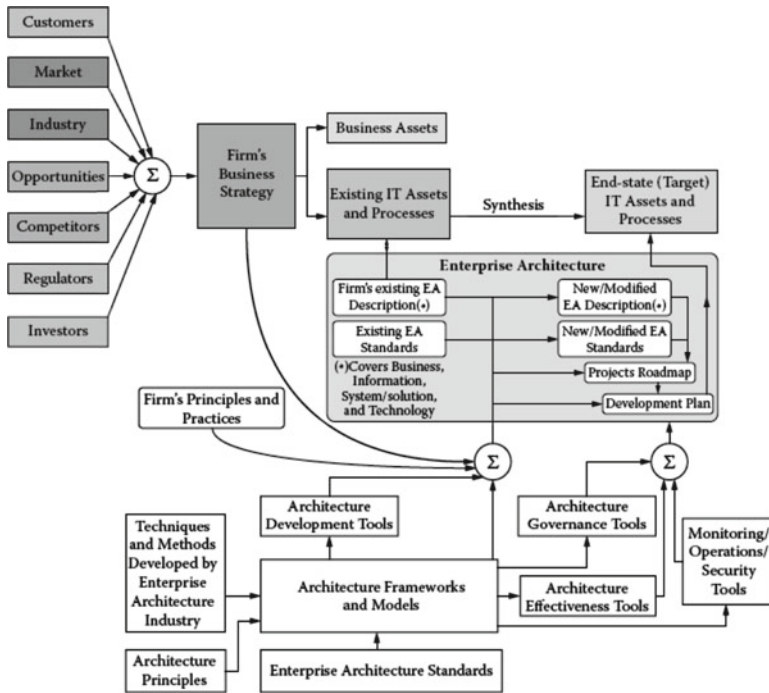 Customers
Market
Industry
Opportunities
Competitors
Regulators
Investors
Σ
Firm's
Business
Strategy
Business Assets
Existing IT Assets
and Processes
Synthesis
End-state (Target)
IT Assets and
Processes
Enterprise Architecture
Firm's existing EA
Description(•)
New/Modified
EA Description(•)
Existing EA
Standards
New/Modified EA
Standards
(•)Covers Business,
Information,
System/solution,
and Technology
Projects Roadmap
Development Plan
Firm's Principles and
Practices
Σ
Σ
Architecture
Development Tools
Architecture
Governance Tools
Monitoring/
Operations/
Security
Tools
Techniques
and Methods
Developed by
Enterprise
Architecture
Industry
Architecture Frameworks
and Models
Architecture
Effectiveness Tools
Architecture
Principles
Enterprise Architecture Standards